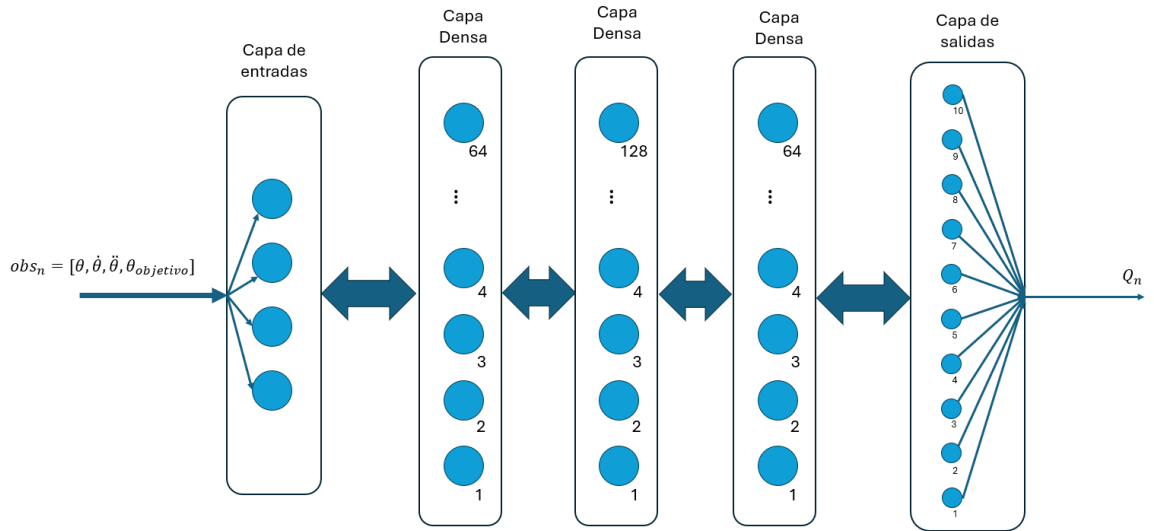 Capa de
entradas
Capa
Densa
Capa
Densa
Capa
Densa
Capa de
salidas
obsₙ = [θ, θ̇, θ̈, θ_objetivo]
64
⋮
4
3
2
1
128
⋮
4
3
2
1
64
⋮
4
3
2
1
10
9
8
7
6
5
4
3
2
1
Qₙ